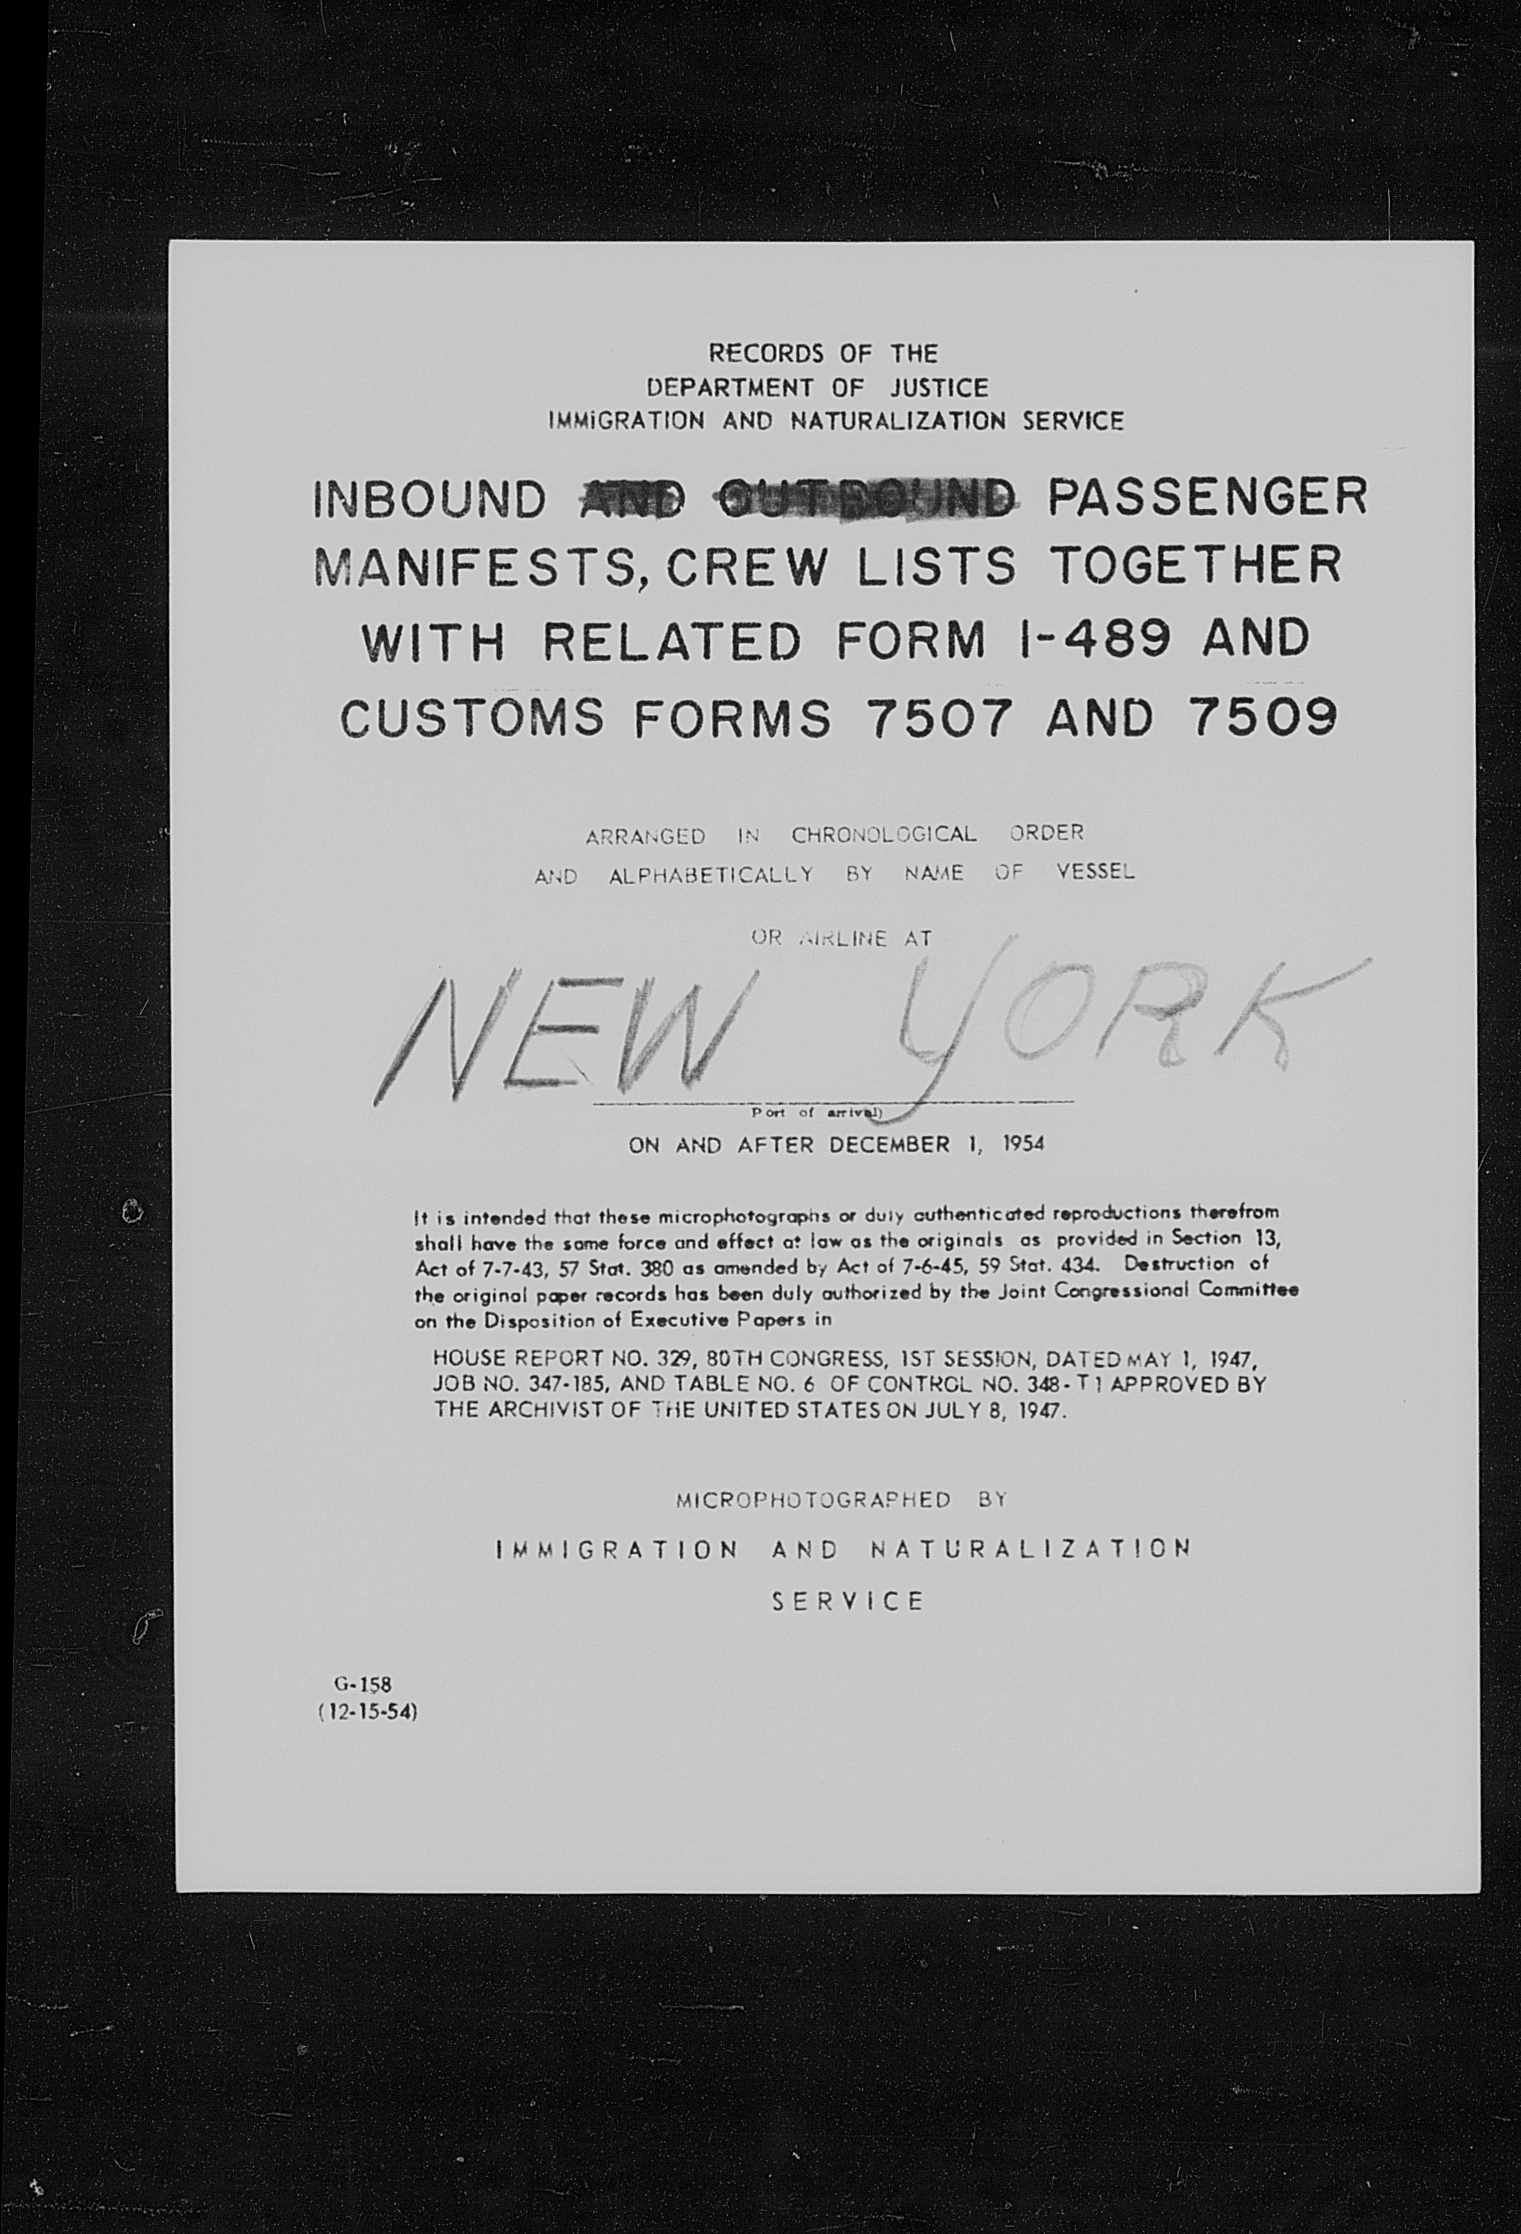 RECORDS OF THE
DEPARTMENT OF JUSTICE
IMMIGRATION AND NATURALIZATION SERVICE
INBOUND AND OUTBOUND PASSENGER
MANIFESTS, CREW LISTS TOGETHER
WITH RELATED FORM I-489 AND
CUSTOMS FORMS 7507 AND 7509
ARRANGED IN CHRONOLOGICAL ORDER
AND ALPHABETICALLY BY NAME OF VESSEL
OR AIRLINE AT
NEW YORK
Port of arrival)
ON AND AFTER DECEMBER 1, 1954
It is intended that these microphotographs or duly authenticated reproductions therefrom
shall have the same force and effect at law as the originals as provided in Section 13,
Act of 7-7-43, 57 Stat. 380 as amended by Act of 7-6-45, 59 Stat. 434. Destruction of
the original paper records has been duly authorized by the Joint Congressional Committee
on the Disposition of Executive Papers in
HOUSE REPORT NO. 329, 80TH CONGRESS, 1ST SESSION, DATED MAY 1, 1947,
JOB NO. 347-185, AND TABLE NO. 6 OF CONTROL NO. 348-T1 APPROVED BY
THE ARCHIVIST OF THE UNITED STATES ON JULY 8, 1947.
MICROPHOTOGRAPHED BY
IMMIGRATION AND NATURALIZATION
SERVICE
G-158
(12-15-54)